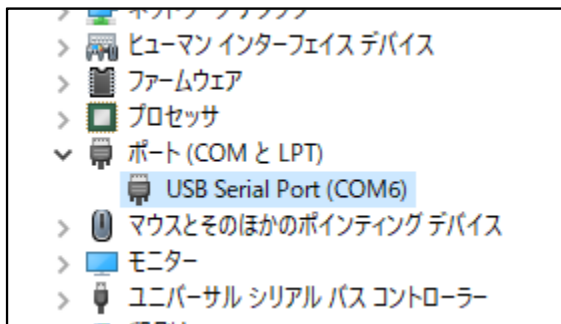 ヒューマン インターフェイス デバイス
ファームウェア
プロセッサ
ポート (COM と LPT)
USB Serial Port (COM6)
マウスとそのほかのポインティング デバイス
モニター
ユニバーサル シリアル バス コントローラー